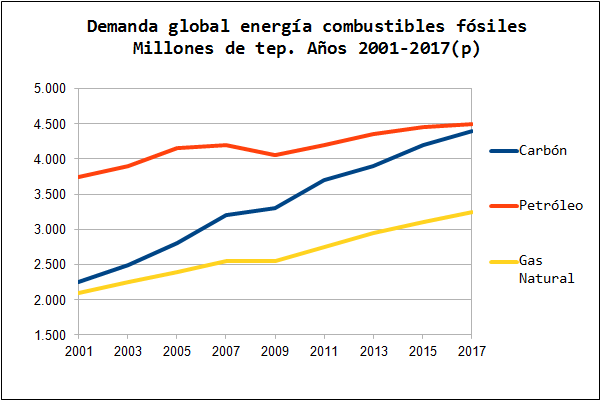 Demanda global energía combustibles fósiles
Millones de tep. Años 2001-2017(p)
5.000
4.500
4.000
3.500
3.000
2.500
2.000
1.500
2001 2003 2005 2007 2009 2011 2013 2015 2017
Carbón
Petróleo
Gas
Natural